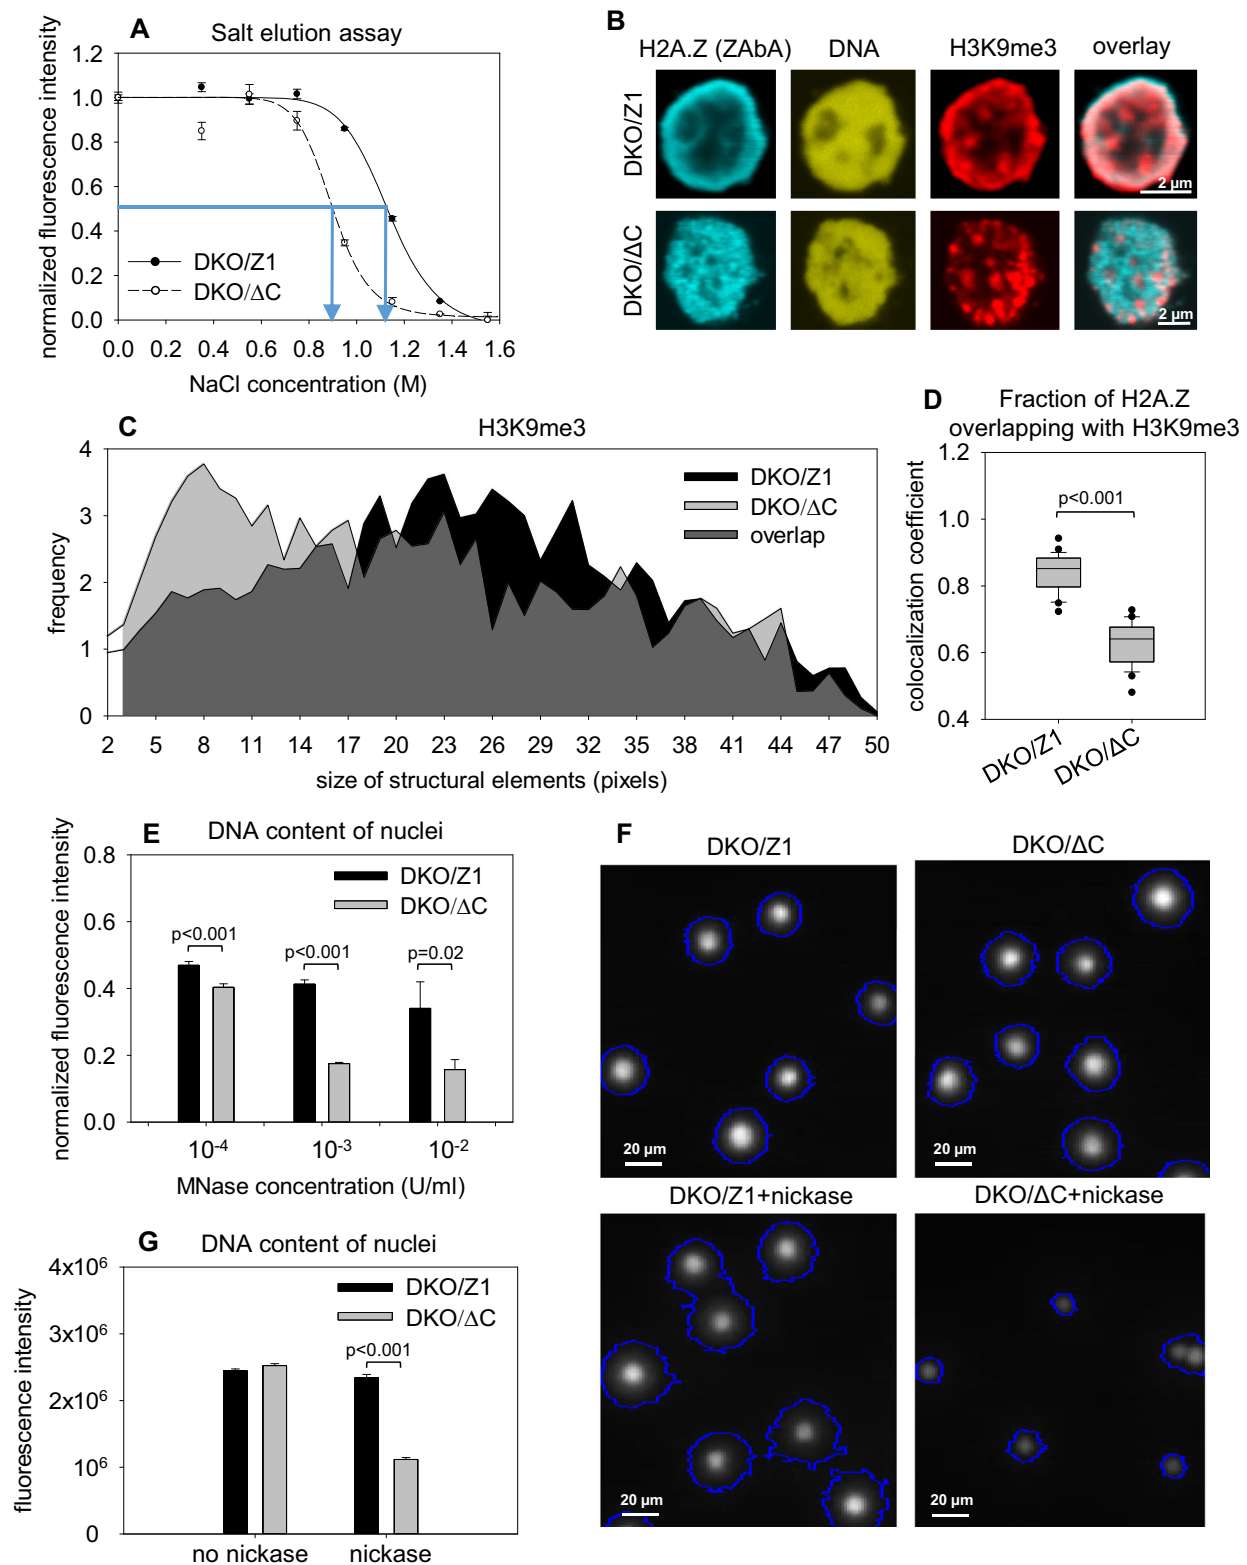 A
Salt elution assay
normalized fluorescence intensity
1.2
1.0
0.8
0.6
0.4
0.2
0.0
DKO/Z1
DKO/ΔC
0.0 0.2 0.4 0.6 0.8 1.0 1.2 1.4 1.6
NaCl concentration (M)
B
H2A.Z (ZAbA) DNA H3K9me3 overlay
DKO/Z1
2 µm
DKO/ΔC
2 µm
C
H3K9me3
frequency
4
3
2
1
0
DKO/Z1
DKO/ΔC
overlap
2 5 8 11 14 17 20 23 26 29 32 35 38 41 44 47 50
size of structural elements (pixels)
D
Fraction of H2A.Z
overlapping with H3K9me3
colocalization coefficient
1.2
1.0
0.8
0.6
0.4
p<0.001
DKO/Z1
DKO/ΔC
E
DNA content of nuclei
normalized fluorescence intensity
0.8
0.6
0.4
0.2
0.0
DKO/Z1
DKO/ΔC
p<0.001
p<0.001
p=0.02
10-4 10-3 10-2
MNase concentration (U/ml)
F
DKO/Z1
DKO/ΔC
20 µm
20 µm
DKO/Z1+nickase
DKO/ΔC+nickase
20 µm
20 µm
G
DNA content of nuclei
fluorescence intensity
4x106
3x106
2x106
106
0
DKO/Z1
DKO/ΔC
p<0.001
no nickase nickase